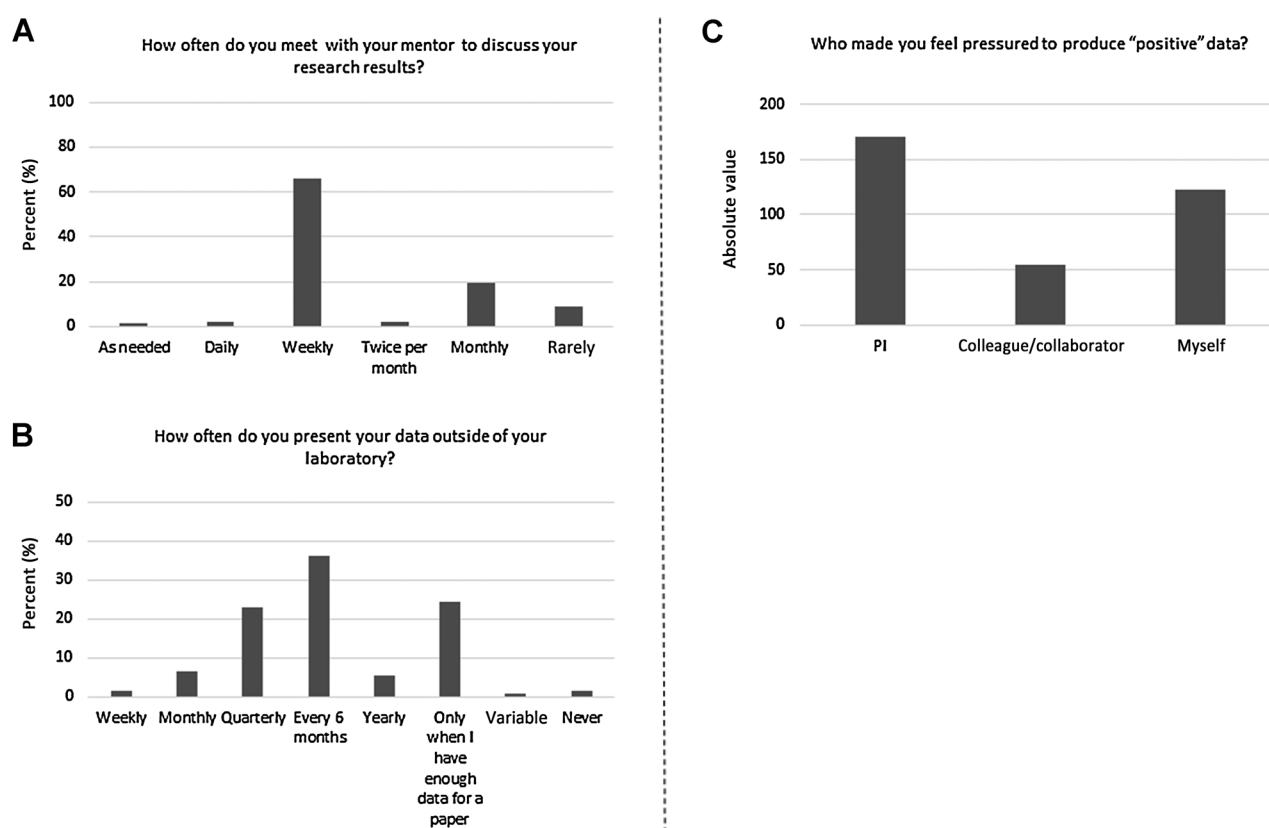 A
How often do you meet with your mentor to discuss your
research results?
100
80
60
40
20
0
Percent (%)
As needed
Daily
Weekly
Twice per
month
Monthly
Rarely
B
How often do you present your data outside of your
laboratory?
50
40
30
20
10
0
Percent (%)
Weekly
Monthly
Quarterly
Every 6
months
Yearly
Only
when I
have
enough
data for a
paper
Variable
Never
C
Who made you feel pressured to produce “positive” data?
200
150
100
50
0
Absolute value
PI
Colleague/collaborator
Myself